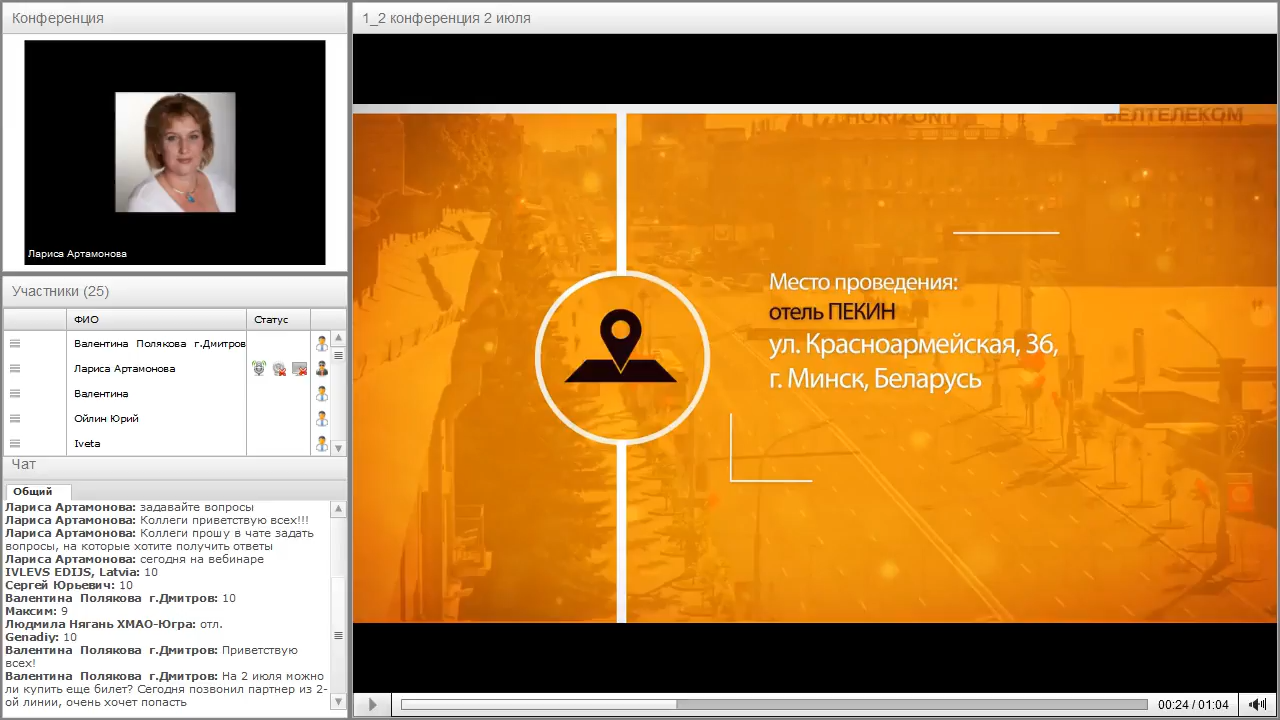 Конференция
Лариса Артамонова
Участники (25)
ФИО Статус
Валентина Полякова г.Дмитров
Лариса Артамонова
Валентина
Ойлин Юрий
Iveta
Чат
Общий
Лариса Артамонова: задавайте вопросы
Лариса Артамонова: Коллеги приветствую всех!!!
Лариса Артамонова: Коллеги прошу в чате задать
вопросы, на которые хотите получить ответы
Лариса Артамонова: сегодня на вебинаре
IVLEVS EDIJS, Latvia: 10
Сергей Юрьевич: 10
Валентина Полякова г.Дмитров: 10
Максим: 9
Людмила Нягань ХМАО-Югра: отл.
Genadiy: 10
Валентина Полякова г.Дмитров: Приветствую
всех!
Валентина Полякова г.Дмитров: На 2 июля можно
ли купить еще билет? Сегодня позвонил партнер из 2-
ой линии, очень хочет попасть
1_2 конференция 2 июля
HORIZONT
БЕЛТЕЛЕКОМ
Место проведения:
отель ПЕКИН
ул. Красноармейская, 36,
г. Минск, Беларусь
00:24 / 01:04